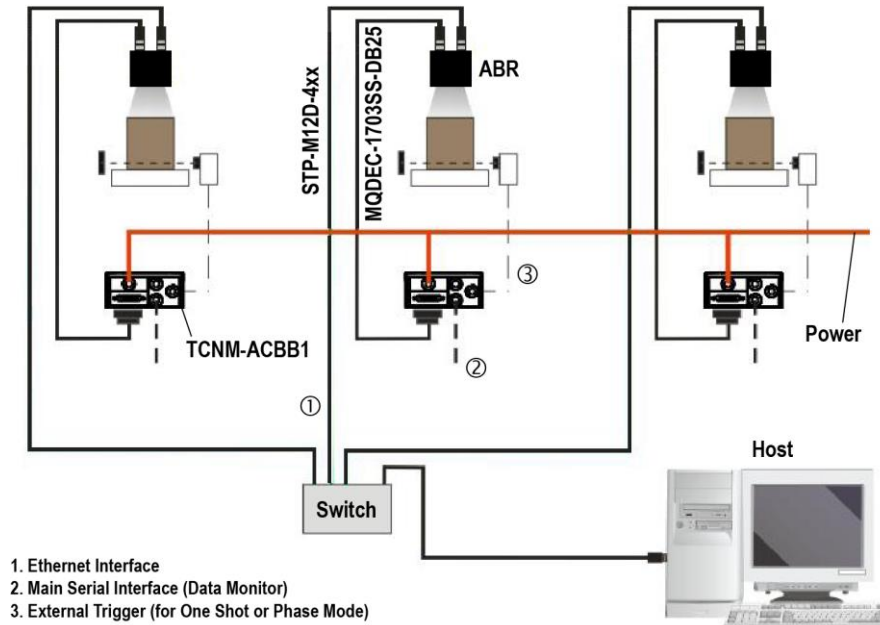 STP-M12D-4xx
MQDEC-1703SS-DB25
ABR
③
TCNM-ACBB1
Power
②
①
Host
Switch
1. Ethernet Interface
2. Main Serial Interface (Data Monitor)
3. External Trigger (for One Shot or Phase Mode)